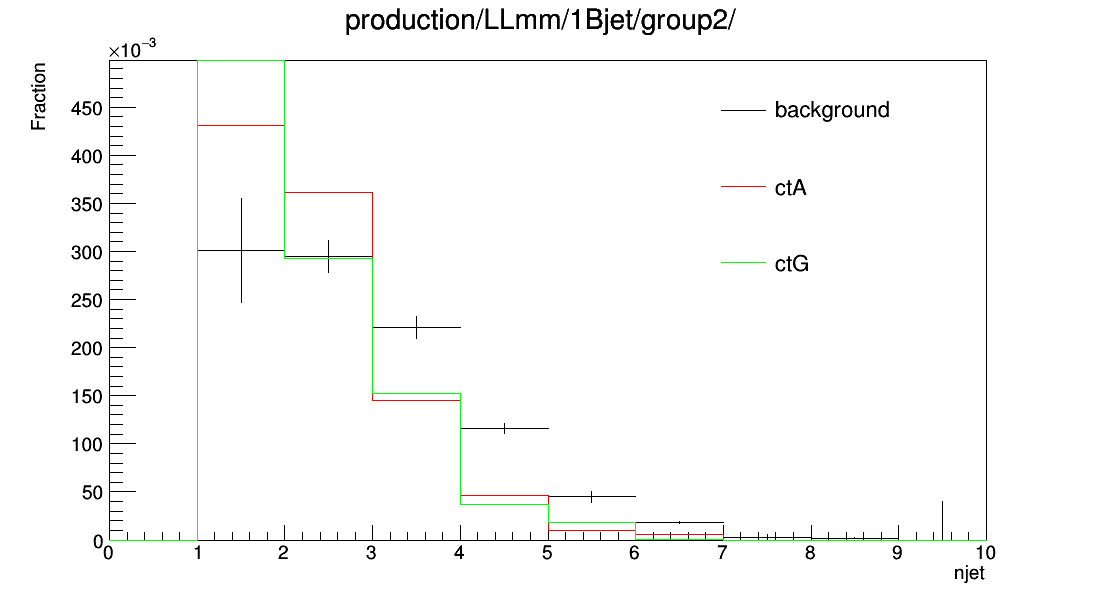 production/LLmm/1Bjet/group2/
×10⁻³
Fraction
450
400
350
300
250
200
150
100
50
0
background
ctA
ctG
0 1 2 3 4 5 6 7 8 9 10
njet